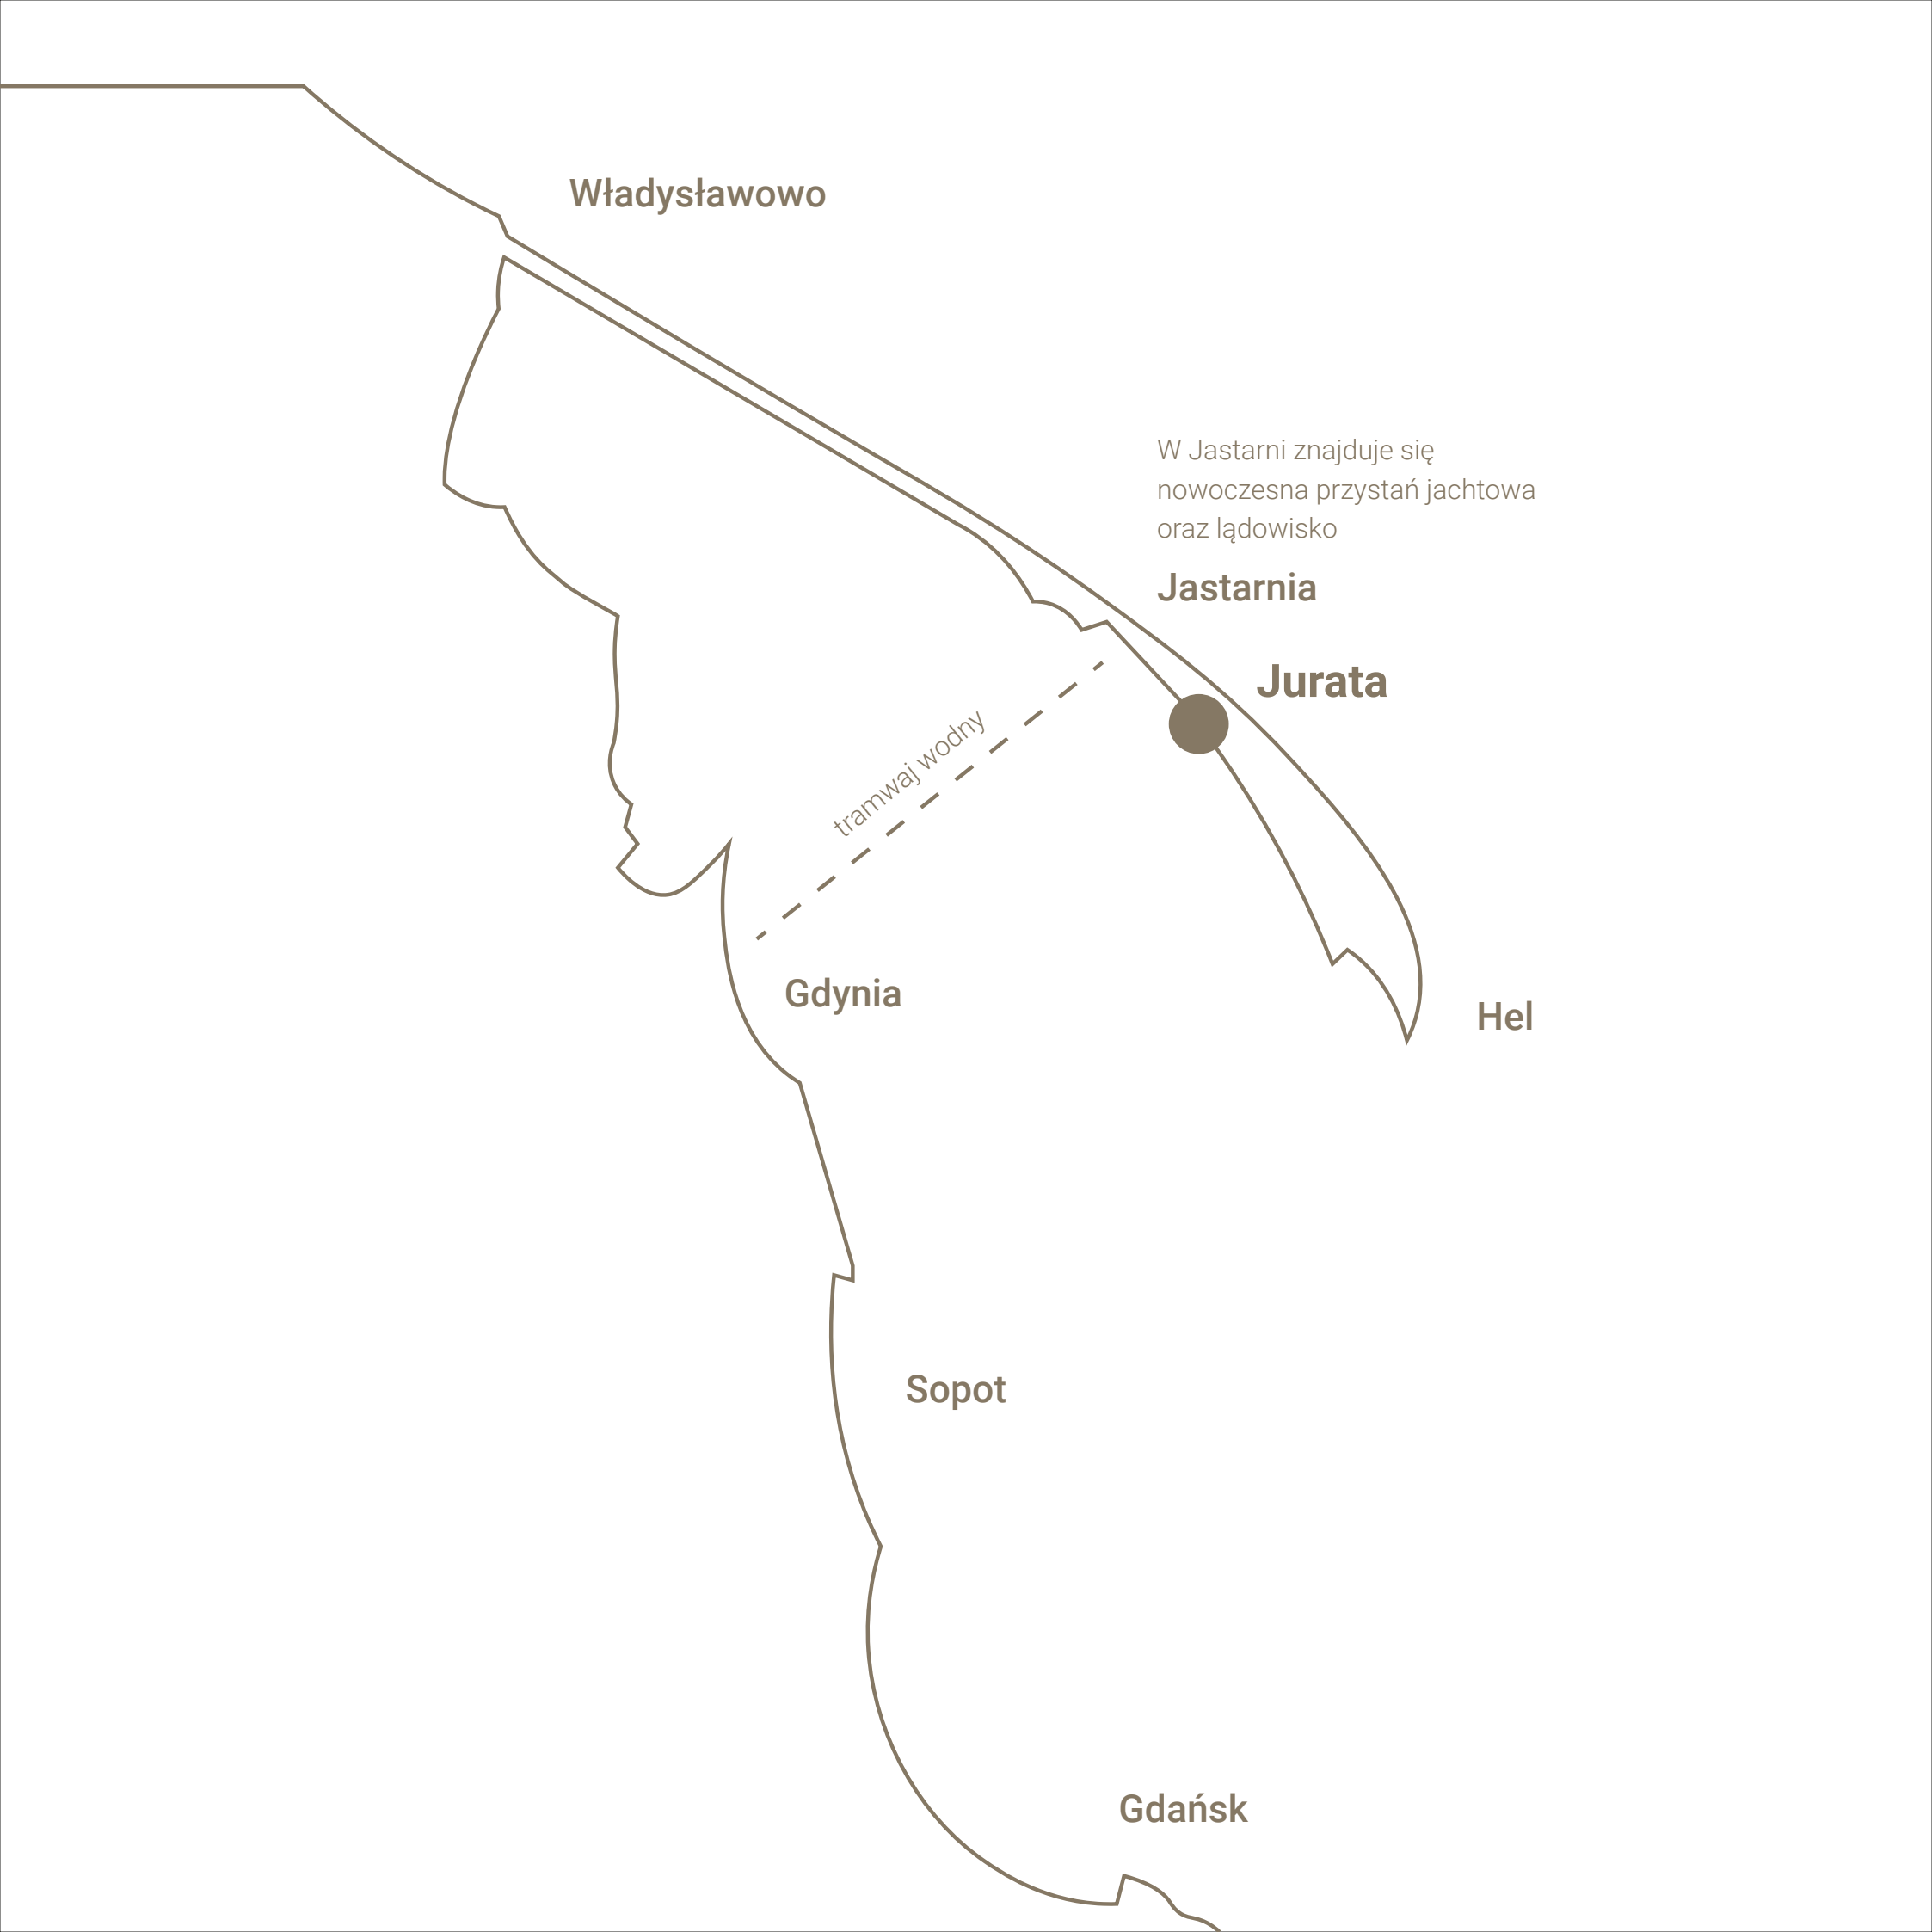 Władysławowo
W Jastarni znajduje się
nowoczesna przystań jachtowa
oraz lądowisko
Jastarnia
Jurata
tramwaj wodny
Gdynia
Hel
Sopot
Gdańsk